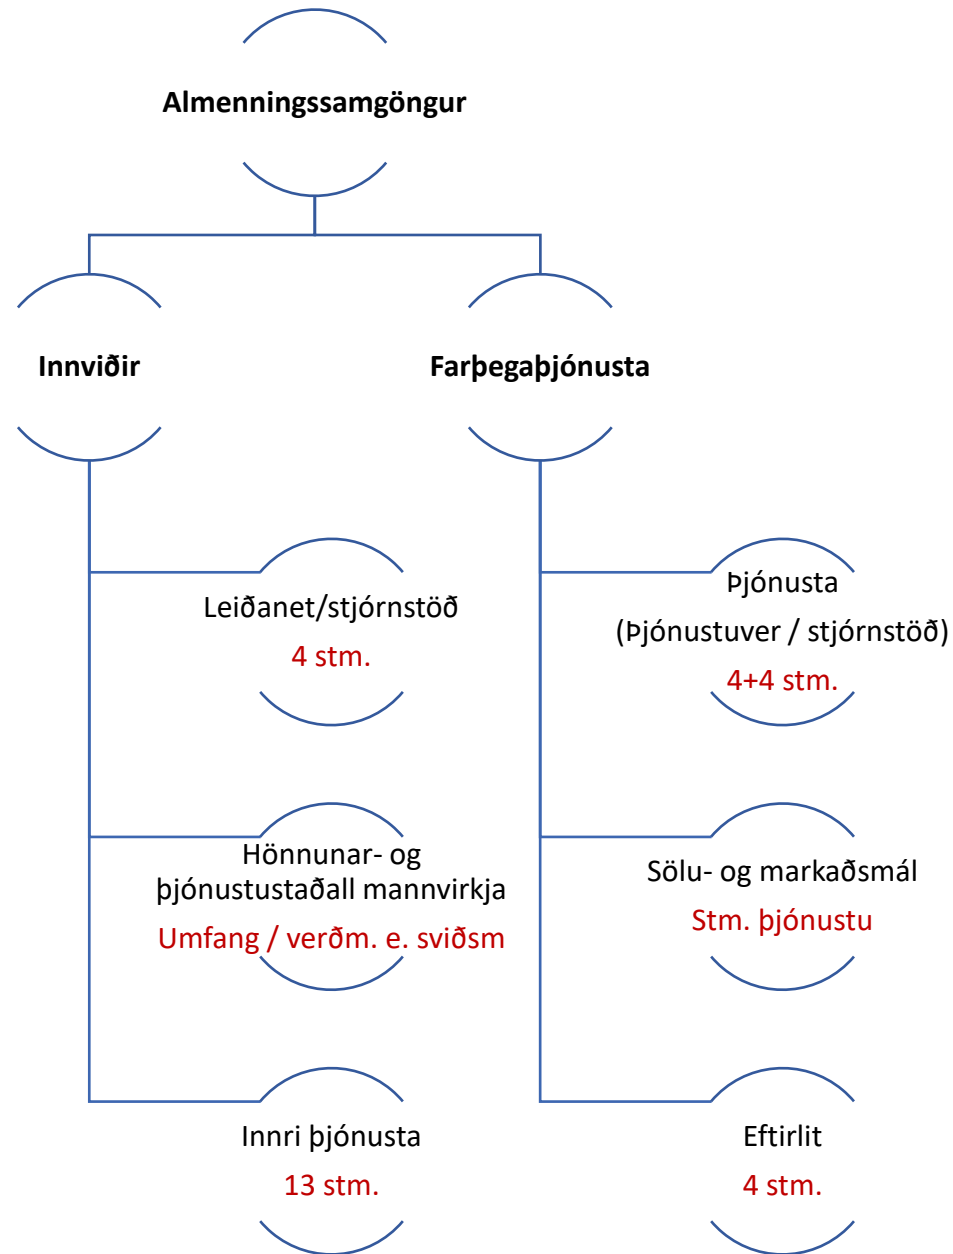 Almenningssamgöngur
Innviðir
Farþegaþjónusta
Leiðanet/stjórnstöð
4 stm.
Þjónusta
(Þjónustuver / stjórnstöð)
4+4 stm.
Hönnunar- og
þjónustustaðall mannvirkja
Umfang / verðm. e. sviðsm
Sölu- og markaðsmál
Stm. þjónustu
Innri þjónusta
13 stm.
Eftirlit
4 stm.